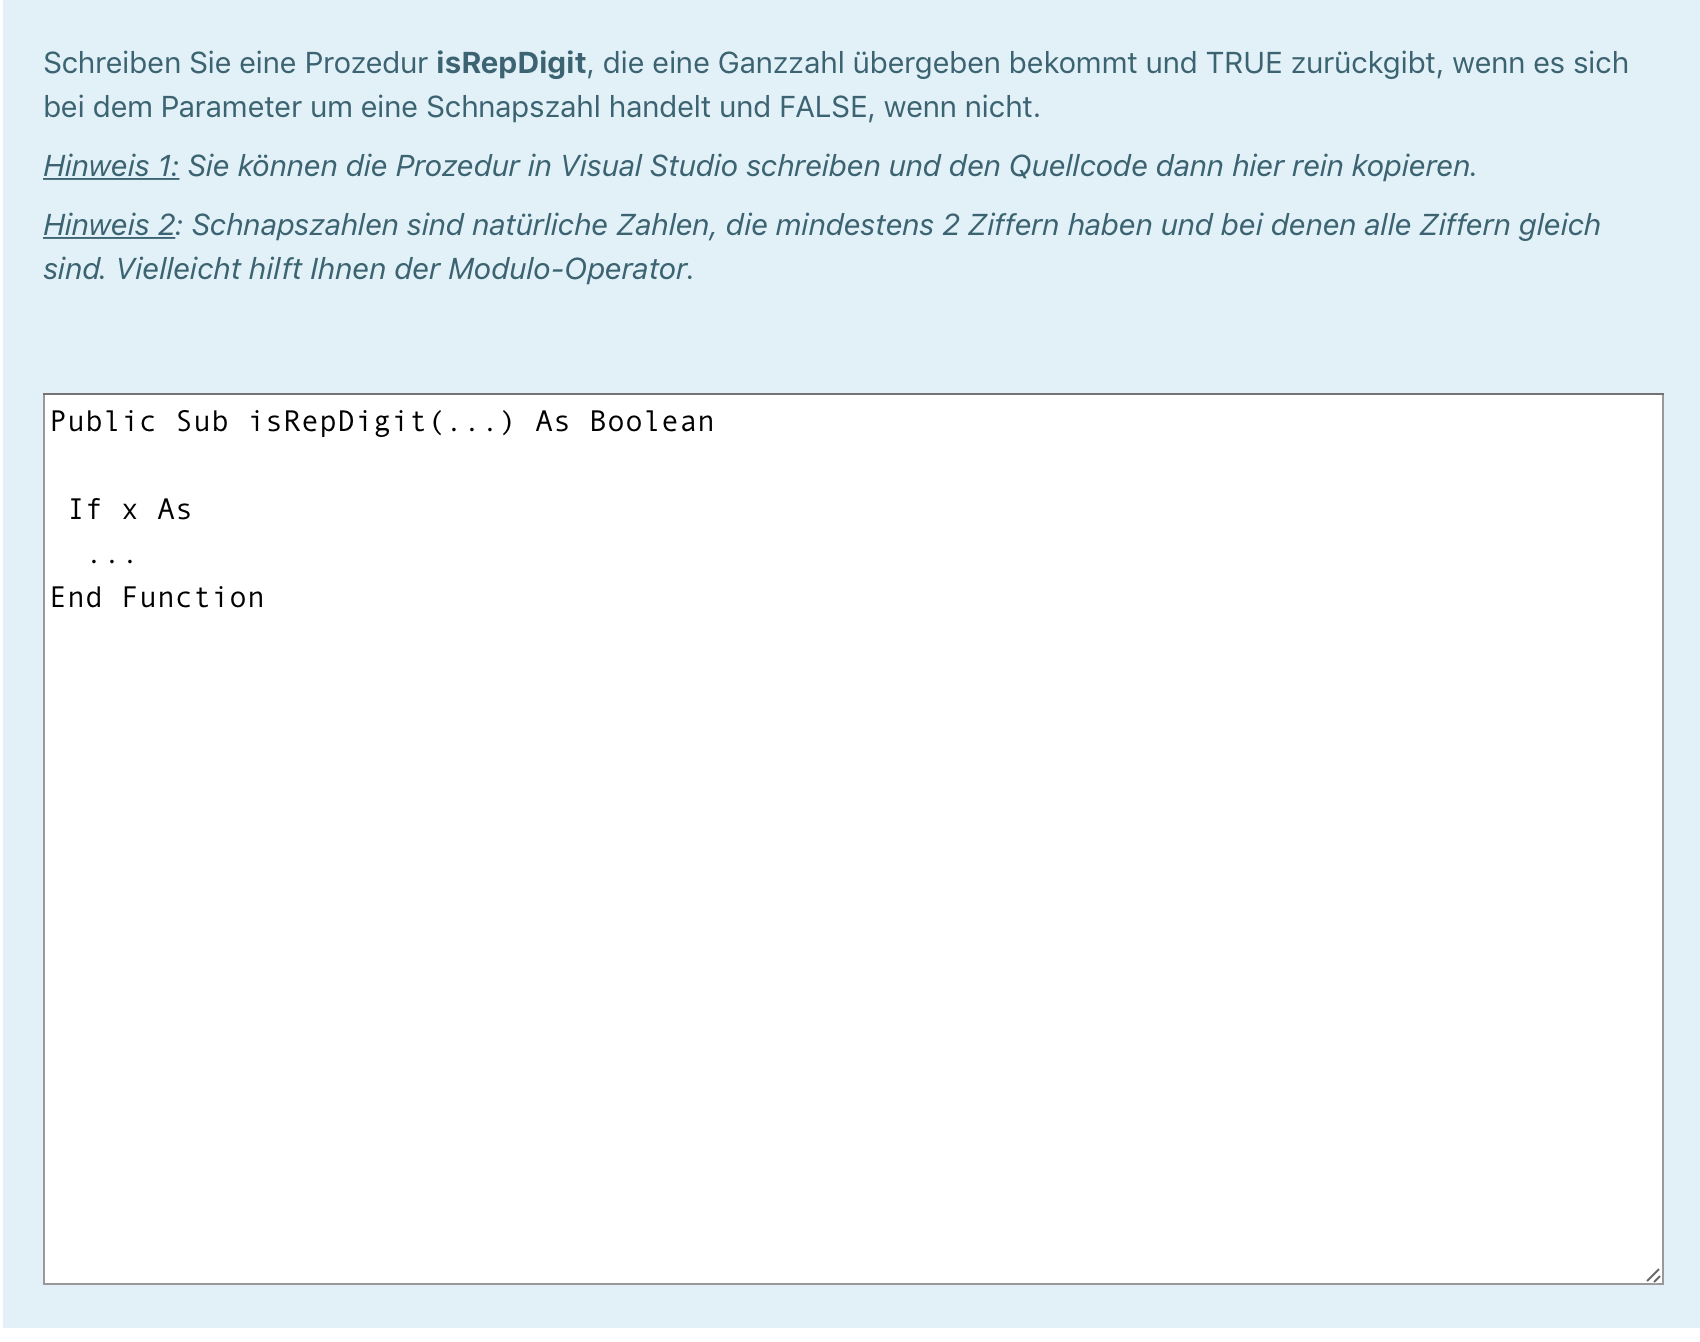 Schreiben Sie eine Prozedur isRepDigit, die eine Ganzzahl übergeben bekommt und TRUE zurückgibt, wenn es sich
bei dem Parameter um eine Schnapszahl handelt und FALSE, wenn nicht.
Hinweis 1: Sie können die Prozedur in Visual Studio schreiben und den Quellcode dann hier rein kopieren.
Hinweis 2: Schnapszahlen sind natürliche Zahlen, die mindestens 2 Ziffern haben und bei denen alle Ziffern gleich
sind. Vielleicht hilft Ihnen der Modulo-Operator.
Public Sub isRepDigit(...) As Boolean
If x As
...
End Function